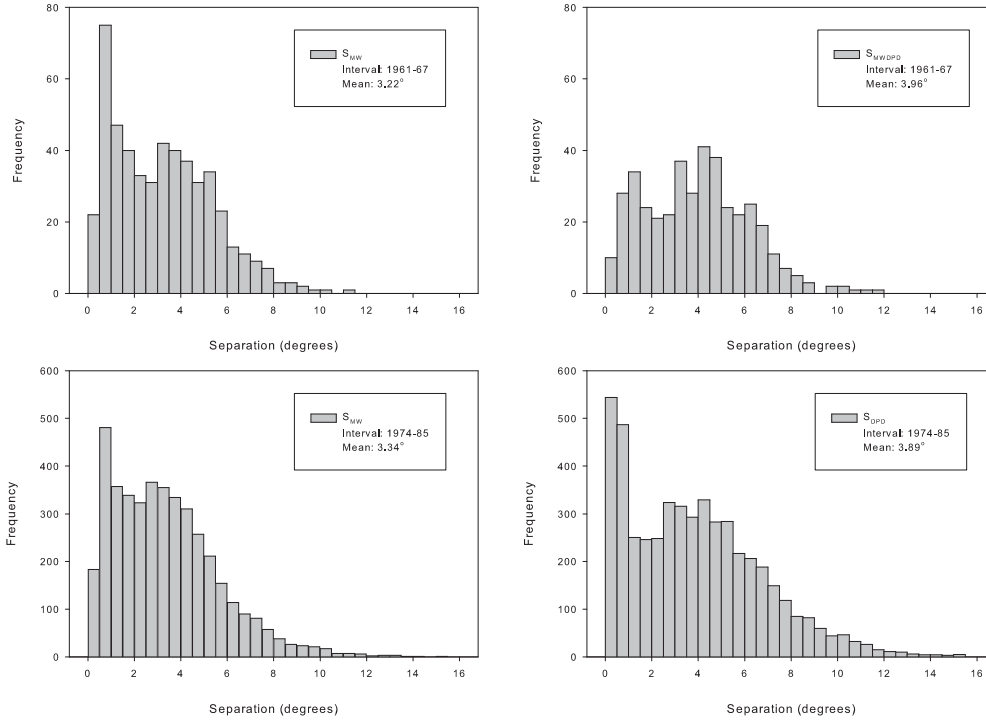 80
60
40
20
0
Frequency
S_MW
Interval: 1961-67
Mean: 3.22°
0 2 4 6 8 10 12 14 16
Separation (degrees)
80
60
40
20
0
Frequency
S_MWDPD
Interval: 1961-67
Mean: 3.96°
0 2 4 6 8 10 12 14 16
Separation (degrees)
600
500
400
300
200
100
0
Frequency
S_MW
Interval: 1974-85
Mean: 3.34°
0 2 4 6 8 10 12 14 16
Separation (degrees)
600
500
400
300
200
100
0
Frequency
S_DPD
Interval: 1974-85
Mean: 3.89°
0 2 4 6 8 10 12 14 16
Separation (degrees)